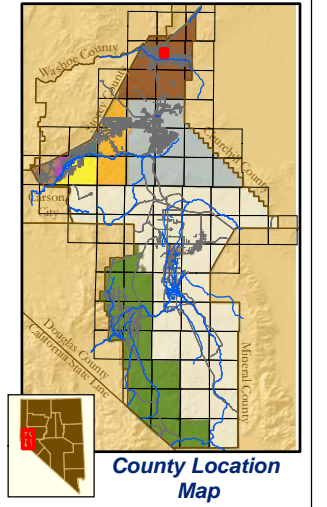 Washoe County
Storey County
Churchill County
Carson
City
Douglas County
California State Line
Mineral County
County Location
Map